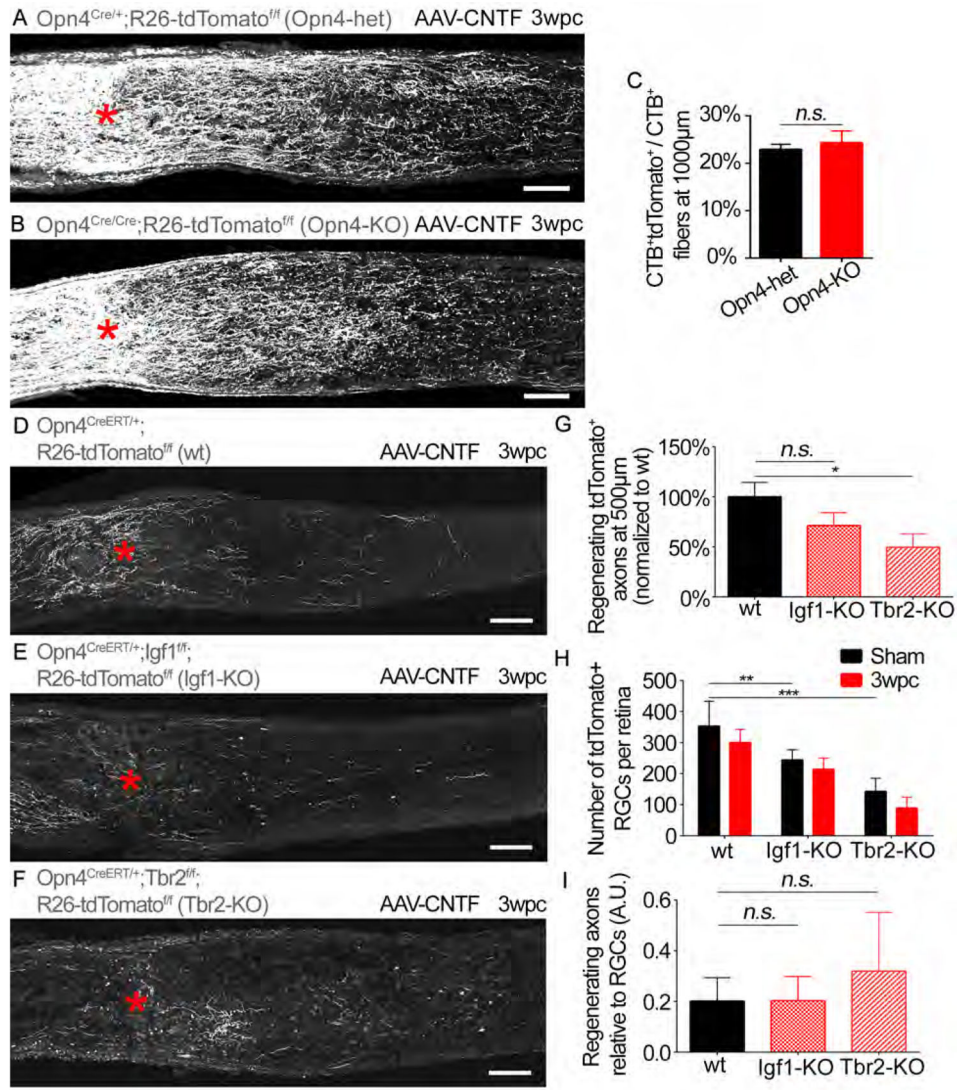 A Opn4Cre/+;R26-tdTomatof/f (Opn4-het) AAV-CNTF 3wpc
*
B Opn4Cre/Cre;R26-tdTomatof/f (Opn4-KO) AAV-CNTF 3wpc
*
C
CTB+tdTomato+ / CTB+
fibers at 1000µm
n.s.
30%
20%
10%
0%
Opn4-het
Opn4-KO
D Opn4CreERT/+;
R26-tdTomatof/f (wt) AAV-CNTF 3wpc
*
E Opn4CreERT/+;Igf1f/f;
R26-tdTomatof/f (Igf1-KO) AAV-CNTF 3wpc
*
F Opn4CreERT/+;Tbr2f/f;
R26-tdTomatof/f (Tbr2-KO) AAV-CNTF 3wpc
*
G
Regenerating tdTomato+
axons at 500µm
(normalized to wt)
150%
100%
50%
0%
n.s.
*
wt Igf1-KO Tbr2-KO
H
Sham
3wpc
Number of tdTomato+
RGCs per retina
500
400
300
200
100
0
**
***
wt Igf1-KO Tbr2-KO
I
Regenerating axons
relative to RGCs (A.U.)
0.6
0.4
0.2
0.0
n.s.
n.s.
wt Igf1-KO Tbr2-KO